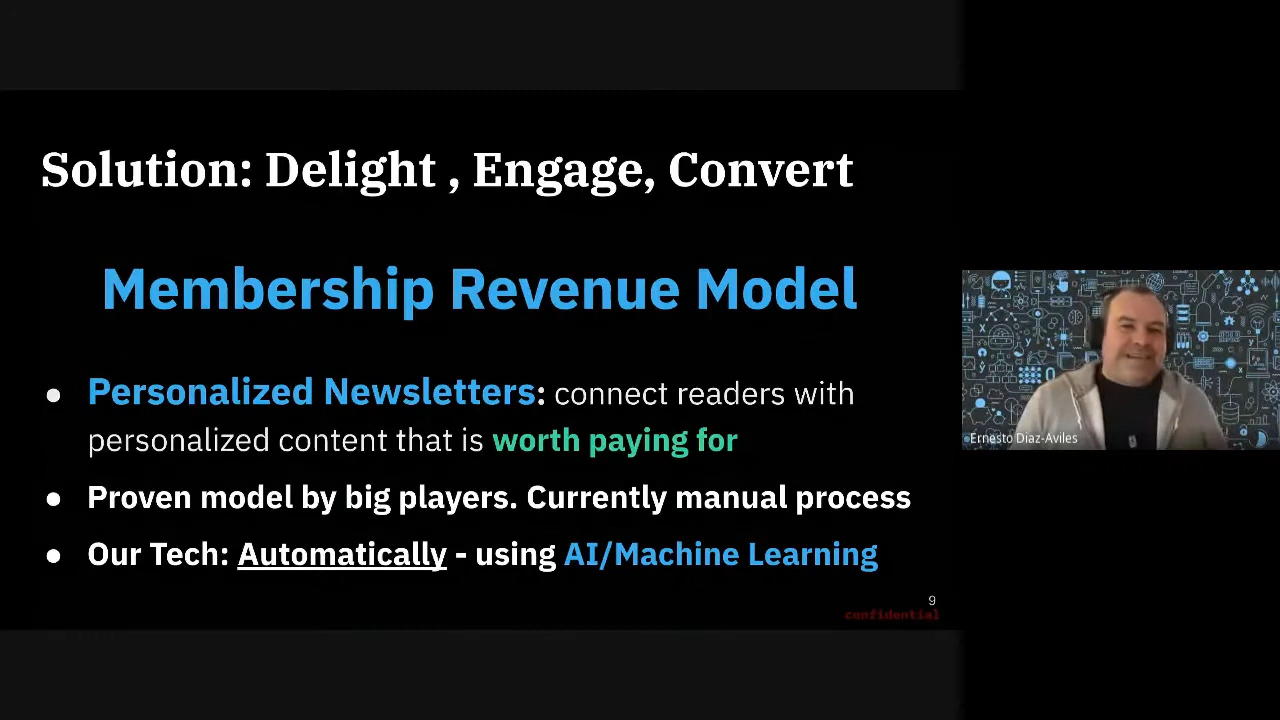 Solution: Delight , Engage, Convert
Membership Revenue Model
● Personalized Newsletters: connect readers with
personalized content that is worth paying for
● Proven model by big players. Currently manual process
● Our Tech: Automatically - using AI/Machine Learning
9
confidential
Ernesto Diaz-Aviles